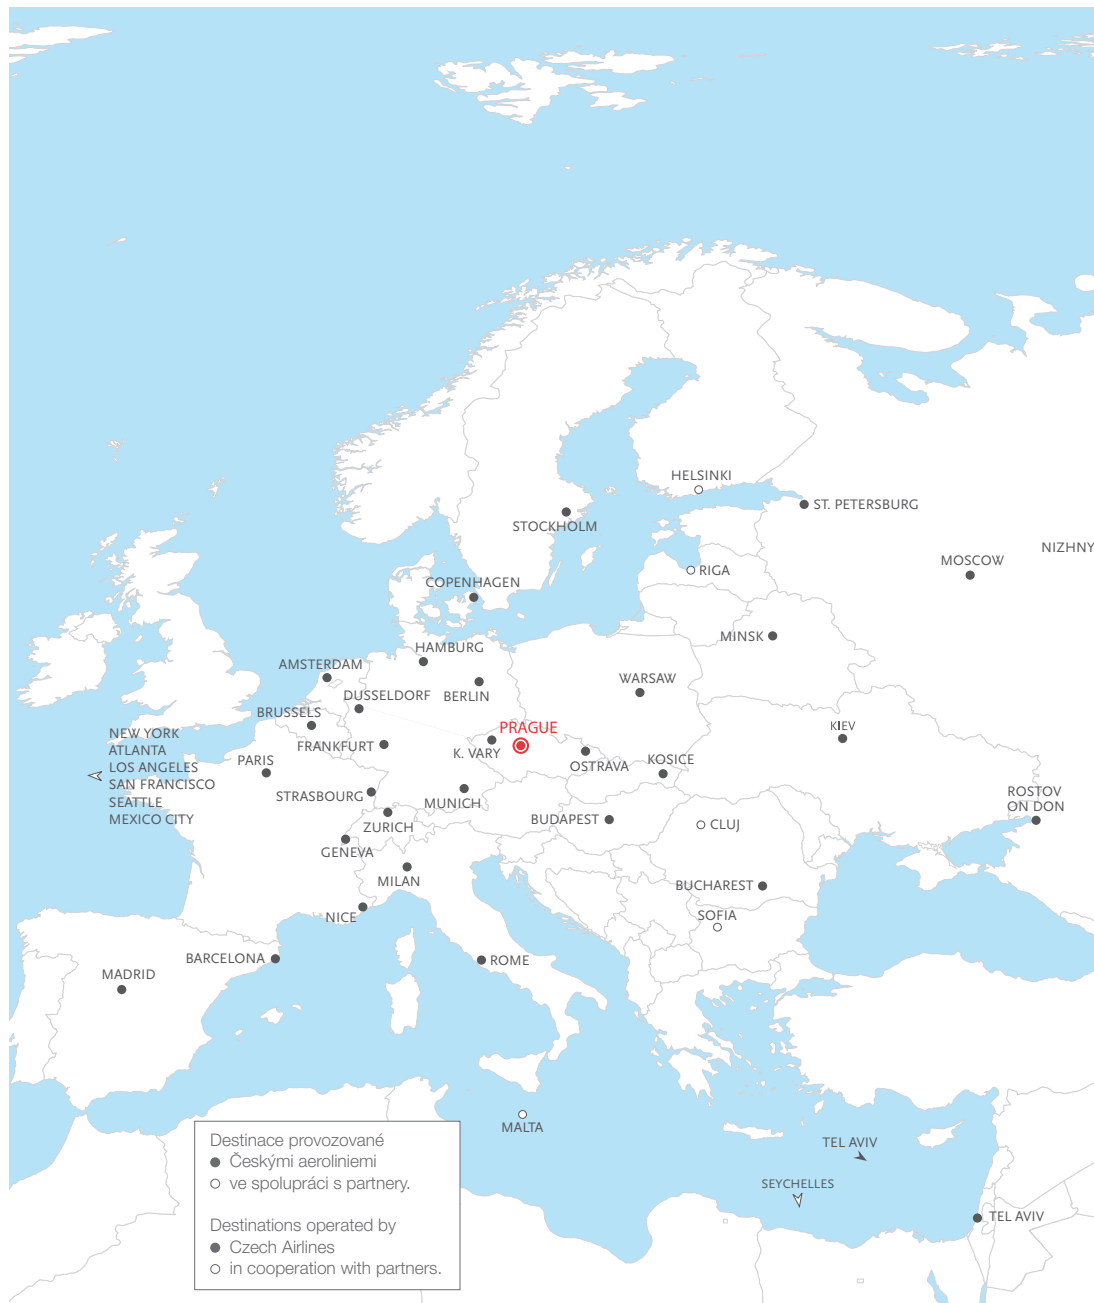 HELSINKI
ST. PETERSBURG
STOCKHOLM
NIZHNY
MOSCOW
RIGA
COPENHAGEN
MINSK
HAMBURG
AMSTERDAM
WARSAW
DUSSELDORF
BERLIN
BRUSSELS
KIEV
PRAGUE
NEW YORK
ATLANTA
LOS ANGELES
SAN FRANCISCO
SEATTLE
MEXICO CITY
FRANKFURT
K. VARY
PARIS
OSTRAVA
KOSICE
STRASBOURG
MUNICH
ROSTOV
ON DON
BUDAPEST
CLUJ
ZURICH
GENEVA
MILAN
BUCHAREST
NICE
SOFIA
BARCELONA
ROME
MADRID
MALTA
TEL AVIV
SEYCHELLES
TEL AVIV
Destinace provozované
Českými aeroliniemi
ve spolupráci s partnery.
Destinations operated by
Czech Airlines
in cooperation with partners.